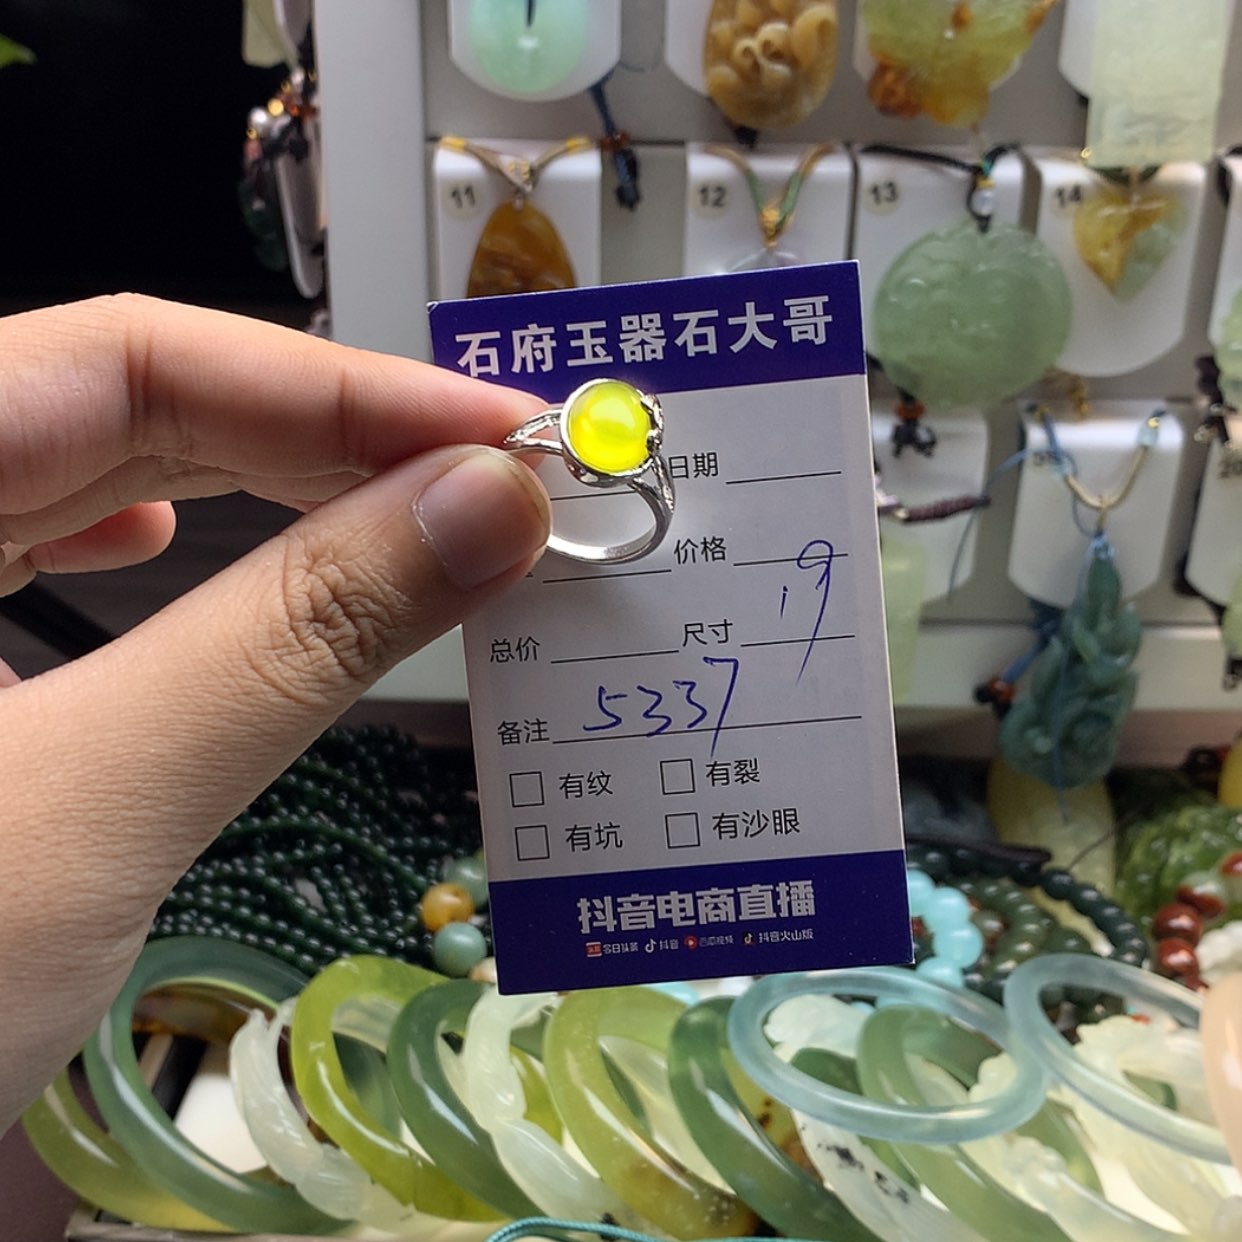 11
12
13
14
石府玉器石大哥
日期
价格
19
总价
尺寸
备注 5337
有纹
有裂
有坑
有沙眼
抖音电商直播
今日头条 抖音 西瓜视频 抖音火山版